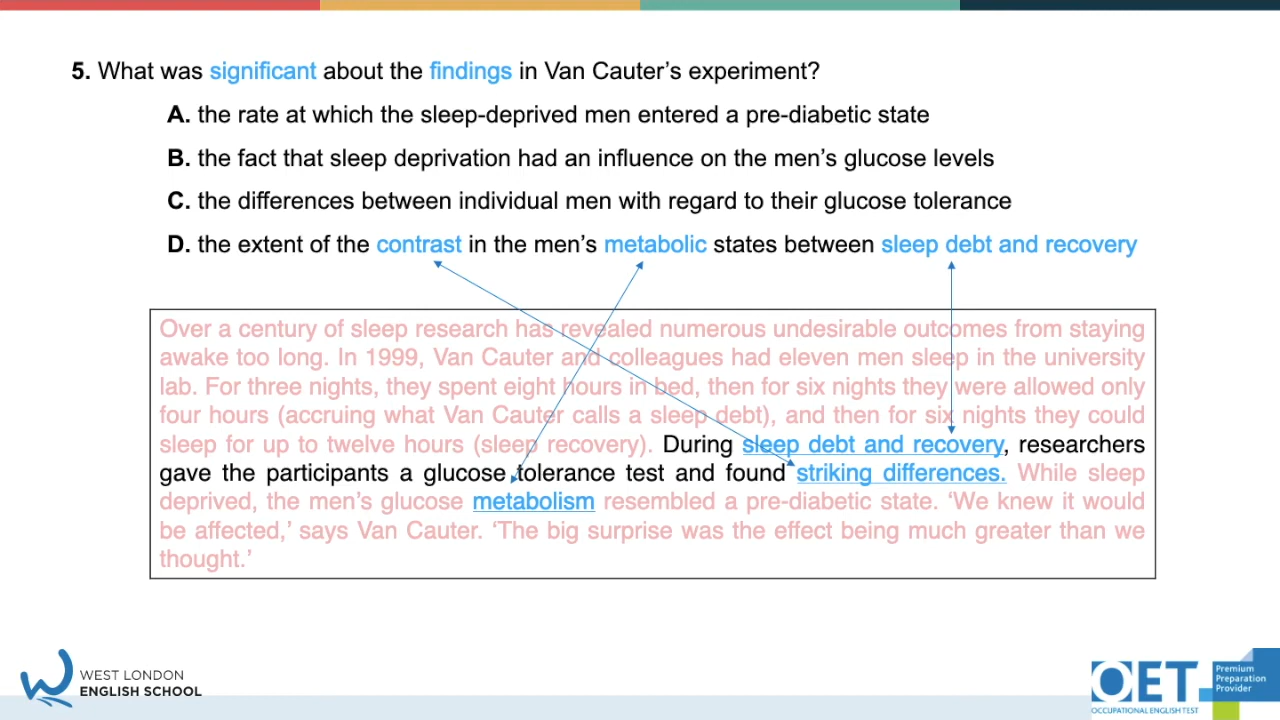 5. What was significant about the findings in Van Cauter’s experiment?
A. the rate at which the sleep-deprived men entered a pre-diabetic state
B. the fact that sleep deprivation had an influence on the men’s glucose levels
C. the differences between individual men with regard to their glucose tolerance
D. the extent of the contrast in the men’s metabolic states between sleep debt and recovery
Over a century of sleep research has revealed numerous undesirable outcomes from staying
awake too long. In 1999, Van Cauter and colleagues had eleven men sleep in the university
lab. For three nights, they spent eight hours in bed, then for six nights they were allowed only
four hours (accruing what Van Cauter calls a sleep debt), and then for six nights they could
sleep for up to twelve hours (sleep recovery). During sleep debt and recovery, researchers
gave the participants a glucose tolerance test and found striking differences. While sleep
deprived, the men’s glucose metabolism resembled a pre-diabetic state. ‘We knew it would
be affected,’ says Van Cauter. ‘The big surprise was the effect being much greater than we
thought.’
WEST LONDON
ENGLISH SCHOOL
OET
OCCUPATIONAL ENGLISH TEST
Premium
Preparation
Provider